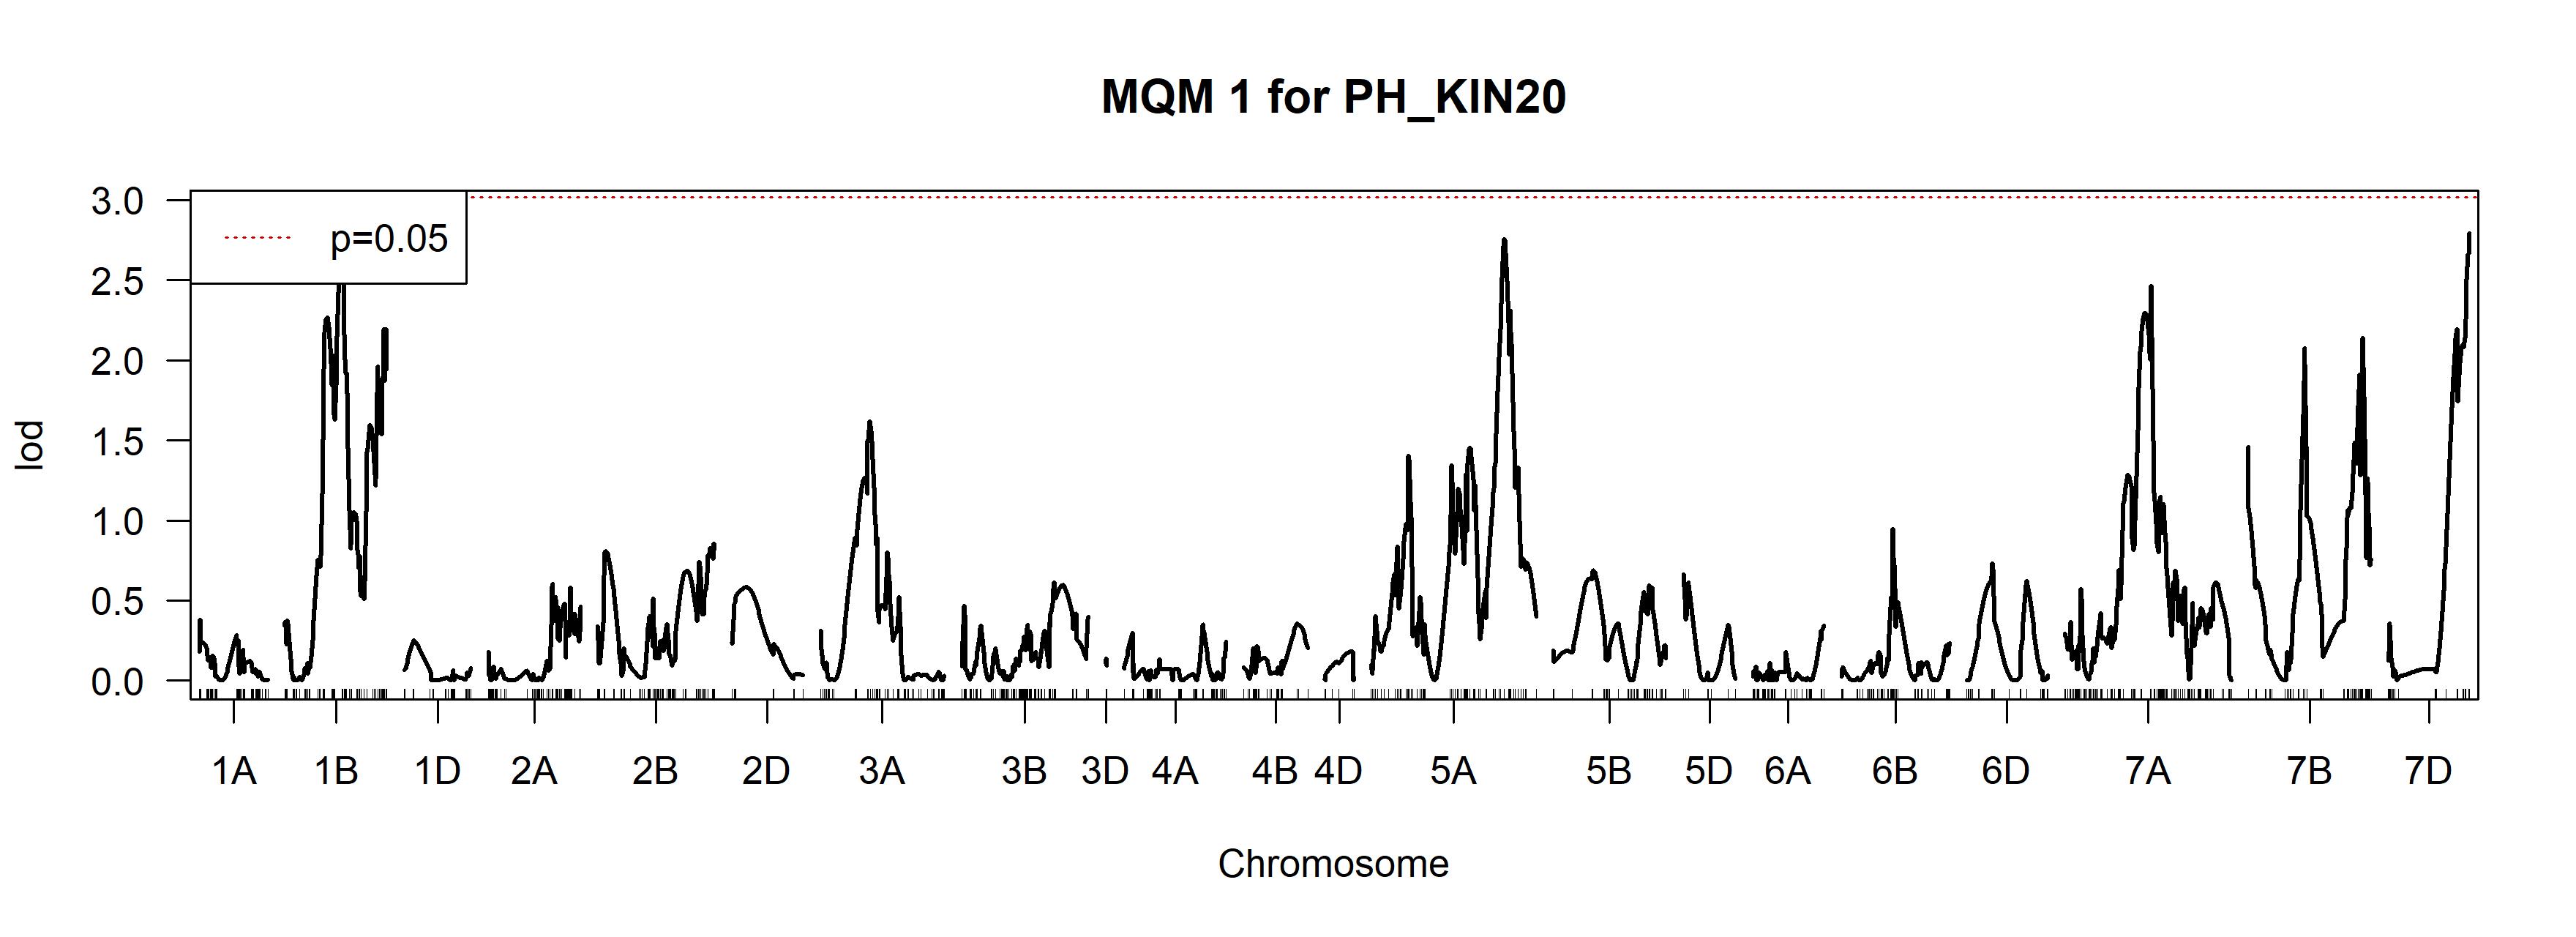 MQM 1 for PH_KIN20
3.0
2.5
2.0
1.5
1.0
0.5
0.0
lod
p=0.05
1A 1B 1D 2A 2B 2D 3A 3B 3D 4A 4B 4D 5A 5B 5D 6A 6B 6D 7A 7B 7D
Chromosome